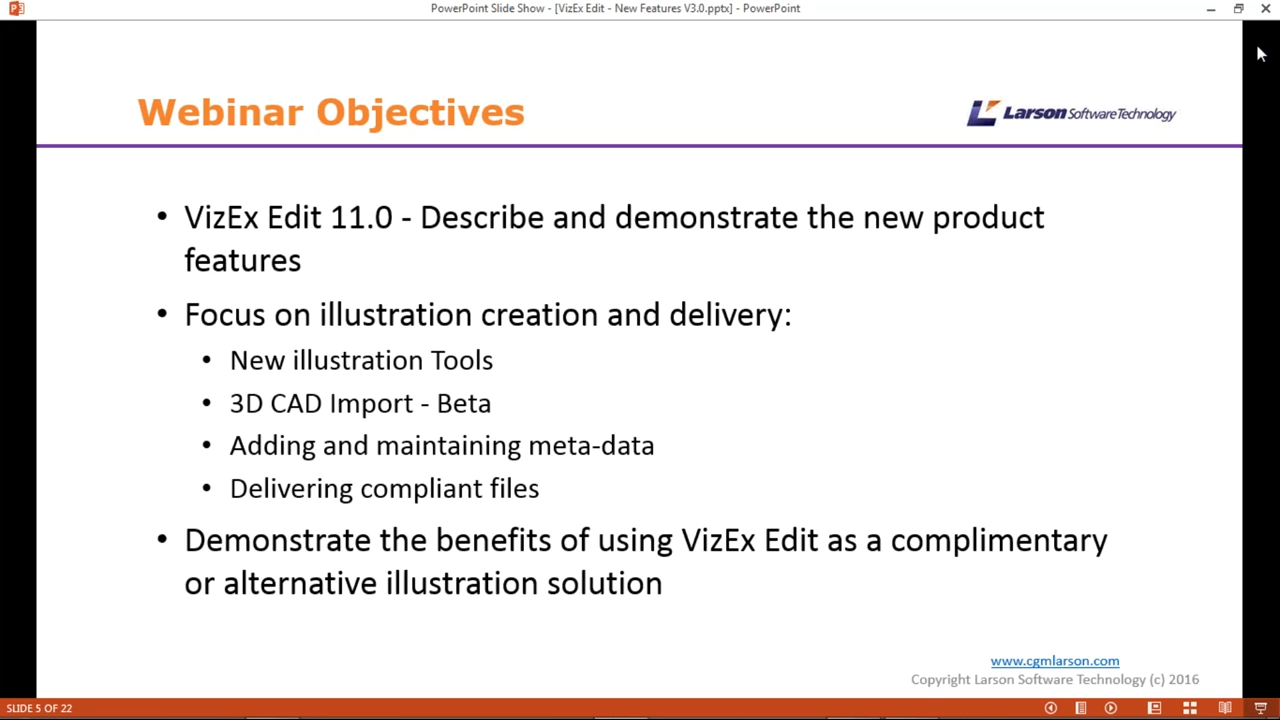 PowerPoint Slide Show - [VizEx Edit - New Features V3.0.pptx] - PowerPoint
Webinar Objectives
Larson Software Technology
• VizEx Edit 11.0 - Describe and demonstrate the new product
features
• Focus on illustration creation and delivery:
• New illustration Tools
• 3D CAD Import - Beta
• Adding and maintaining meta-data
• Delivering compliant files
• Demonstrate the benefits of using VizEx Edit as a complimentary
or alternative illustration solution
www.cgmlarson.com
Copyright Larson Software Technology (c) 2016
SLIDE 5 OF 22